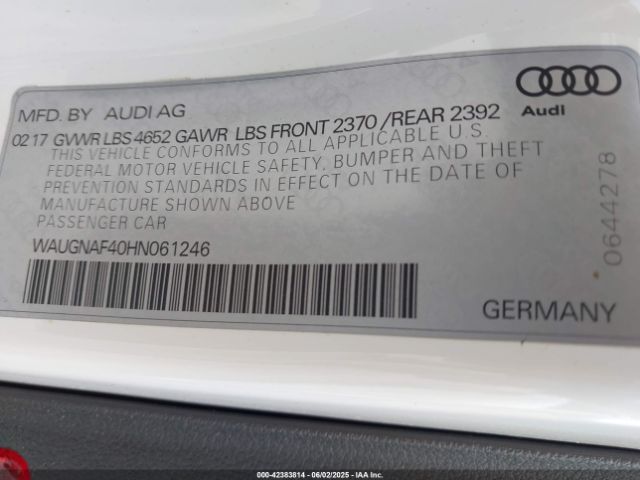 MFD. BY AUDI AG
Audi
02 17 GVWR LBS 4652 GAWR LBS FRONT 2370 /REAR 2392
THIS VEHICLE CONFORMS TO ALL APPLICABLE U.S.
FEDERAL MOTOR VEHICLE SAFETY, BUMPER AND THEFT
PREVENTION STANDARDS IN EFFECT ON THE DATE OF
MANUFACTURE SHOWN ABOVE
PASSENGER CAR
WAUGNAF40HN061246
0644278
GERMANY
000-42383814 - 06/02/2025 - IAA Inc.